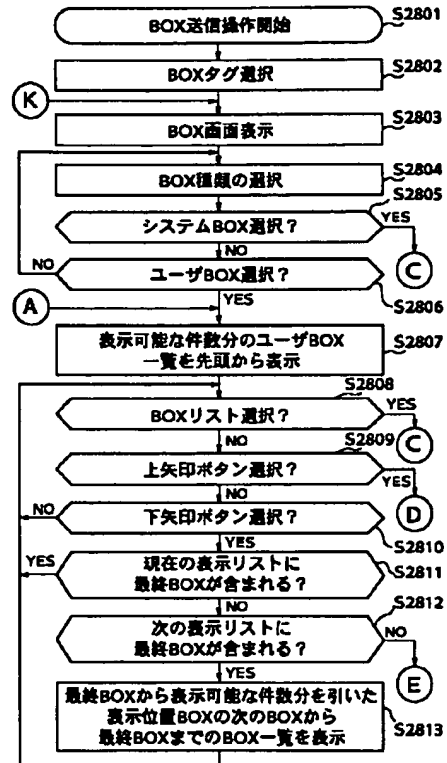 BOX送信操作開始
S2801
BOXタグ選択
S2802
K
BOX画面表示
S2803
BOX種類の選択
S2804
システムBOX選択？
S2805
YES
C
NO
ユーザBOX選択？
S2806
NO
YES
A
表示可能な件数分のユーザBOX
一覧を先頭から表示
S2807
BOXリスト選択？
S2808
YES
C
NO
上矢印ボタン選択？
S2809
YES
D
NO
下矢印ボタン選択？
S2810
NO
YES
現在の表示リストに
最終BOXが含まれる？
S2811
YES
NO
次の表示リストに
最終BOXが含まれる？
S2812
NO
E
YES
最終BOXから表示可能な件数分を引いた
表示位置BOXの次のBOXから
最終BOXまでのBOX一覧を表示
S2813